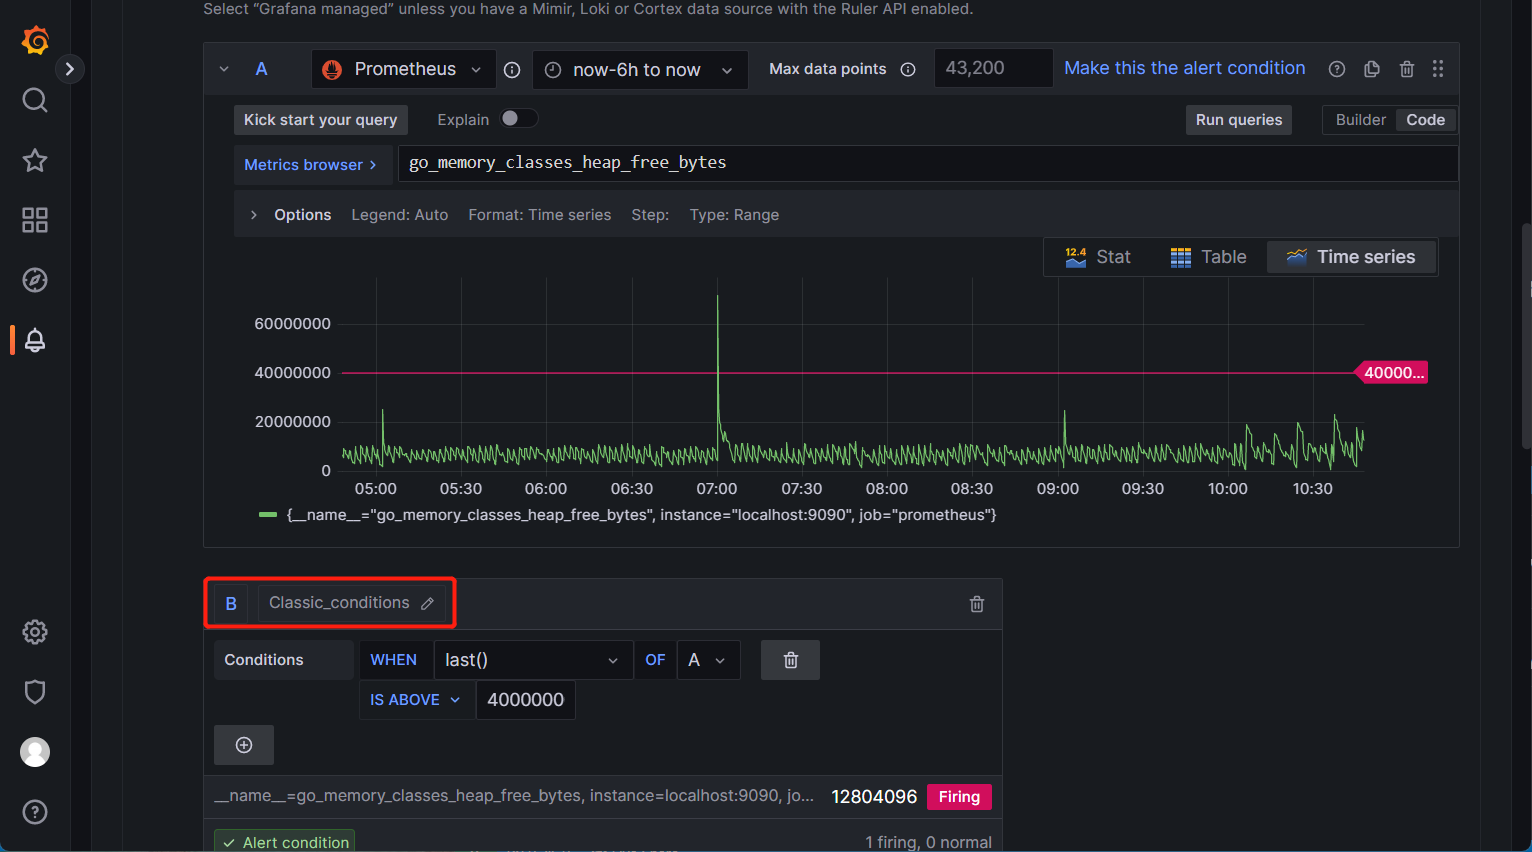 Select “Grafana managed” unless you have a Mimir, Loki or Cortex data source with the Ruler API enabled.
A Prometheus now-6h to now Max data points 43,200 Make this the alert condition
Kick start your query Explain Run queries Builder Code
Metrics browser > go_memory_classes_heap_free_bytes
Options Legend: Auto Format: Time series Step: Type: Range
12.4 Stat Table Time series
60000000
40000000 40000...
20000000
0
05:00 05:30 06:00 06:30 07:00 07:30 08:00 08:30 09:00 09:30 10:00 10:30
{__name__="go_memory_classes_heap_free_bytes", instance="localhost:9090", job="prometheus"}
B Classic_conditions
Conditions WHEN last() OF A
IS ABOVE 4000000
__name__=go_memory_classes_heap_free_bytes, instance=localhost:9090, jo... 12804096 Firing
Alert condition 1 firing, 0 normal